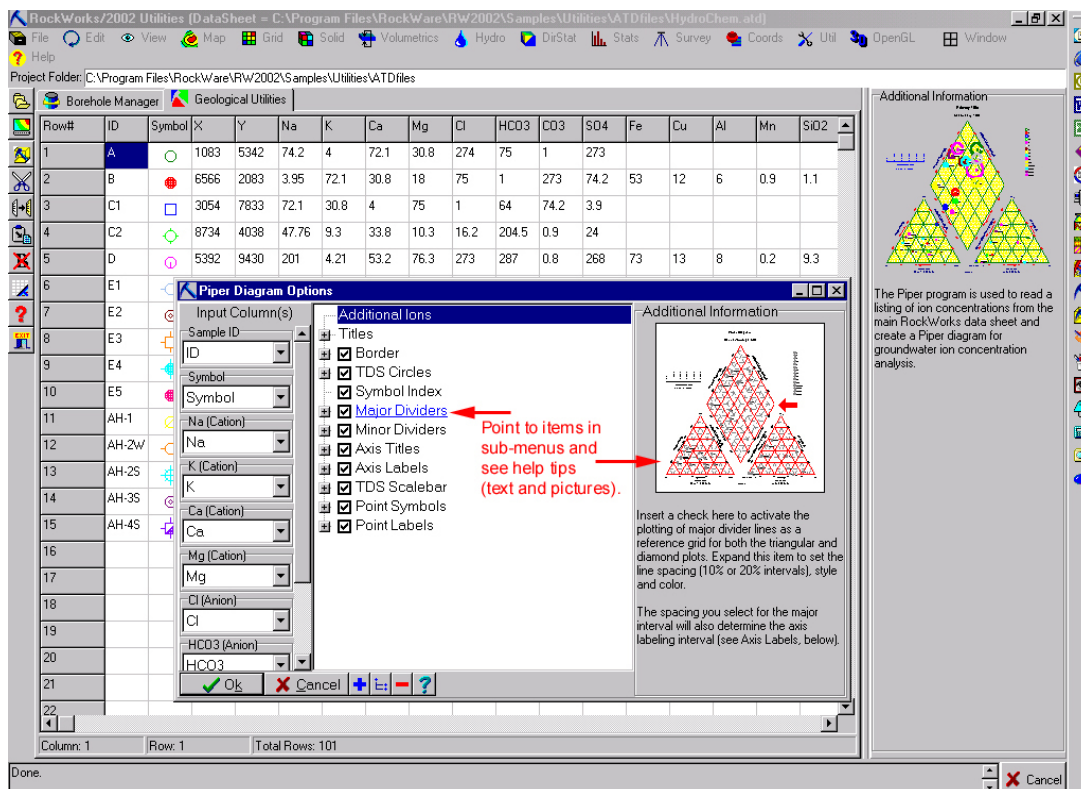 RockWorks/2002 Utilities (DataSheet = C:\Program Files\RockWare\RW2002\Samples\Utilities\ATDfiles\HydroChem.atd)
File Edit View Map Grid Solid Volumetrics Hydro DirStat Stats Survey Coords Util OpenGL Window
Help
Project Folder: C:\Program Files\RockWare\RW2002\Samples\Utilities\ATDfiles
Borehole Manager Geological Utilities
Row# ID Symbol X Y Na K Ca Mg Cl HCO3 CO3 SO4 Fe Cu Al Mn SiO2
1 A 1083 5342 74.2 4 72.1 30.8 274 75 1 273
2 B 6566 2083 3.95 72.1 30.8 18 75 1 273 74.2 53 12 6 0.9 1.1
3 C1 3054 7833 72.1 30.8 4 75 1 64 74.2 3.9
4 C2 8734 4038 47.76 9.3 33.8 10.3 16.2 204.5 0.9 24
5 D 5392 9430 201 4.21 53.2 76.3 273 287 0.8 268 73 13 8 0.2 9.3
6 E1
7 E2
8 E3
9 E4
10 E5
11 AH-1
12 AH-2W
13 AH-2S
14 AH-3S
15 AH-4S
16
17
18
19
20
21
22
Piper Diagram Options
Input Column(s)
Sample ID
ID
Symbol
Symbol
Na (Cation)
Na
K (Cation)
K
Ca (Cation)
Ca
Mg (Cation)
Mg
Cl (Anion)
Cl
HCO3 (Anion)
HCO3
Additional Ions
Titles
Border
TDS Circles
Symbol Index
Major Dividers
Minor Dividers
Axis Titles
Axis Labels
TDS Scalebar
Point Symbols
Point Labels
Point to items in
sub-menus and
see help tips
(text and pictures).
Additional Information
Insert a check here to activate the
plotting of major divider lines as a
reference grid for both the triangular and
diamond plots. Expand this item to set the
line spacing (10% or 20% intervals), style
and color.
The spacing you select for the major
interval will also determine the axis
labeling interval (see Axis Labels, below).
Ok Cancel
Additional Information
The Piper program is used to read a
listing of ion concentrations from the
main RockWorks data sheet and
create a Piper diagram for
groundwater ion concentration
analysis.
EXIT
Column: 1 Row: 1 Total Rows: 101
Done.
Cancel